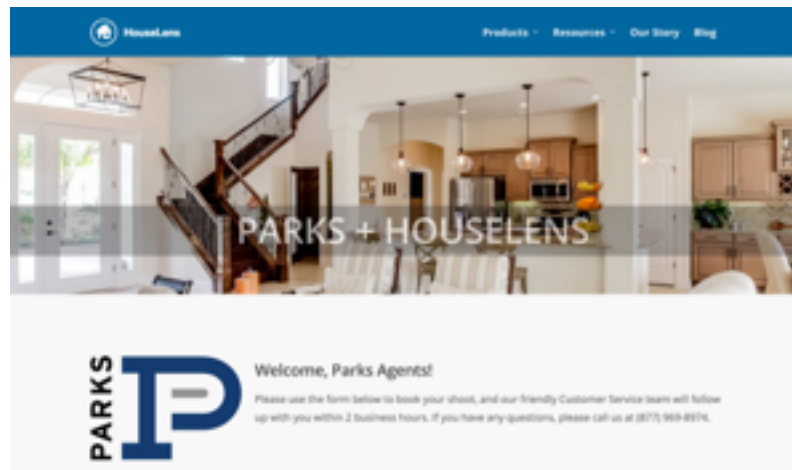 HouseLens
Products Resources Our Story Blog
PARKS + HOUSELENS
PARKS
P
Welcome, Parks Agents!
Please use the form below to book your shoot, and our friendly Customer Service team will follow
up with you within 2 business hours. If you have any questions, please call us at (877) 969-8974.